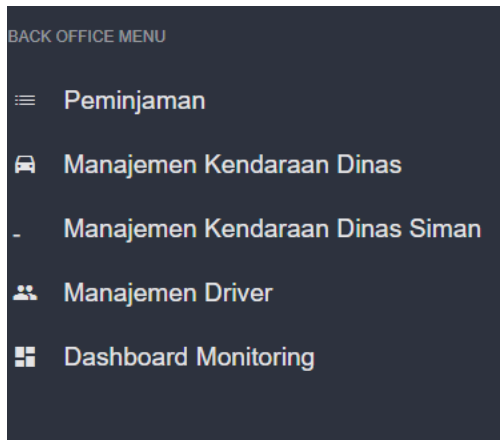 BACK OFFICE MENU
Peminjaman
Manajemen Kendaraan Dinas
Manajemen Kendaraan Dinas Siman
Manajemen Driver
Dashboard Monitoring